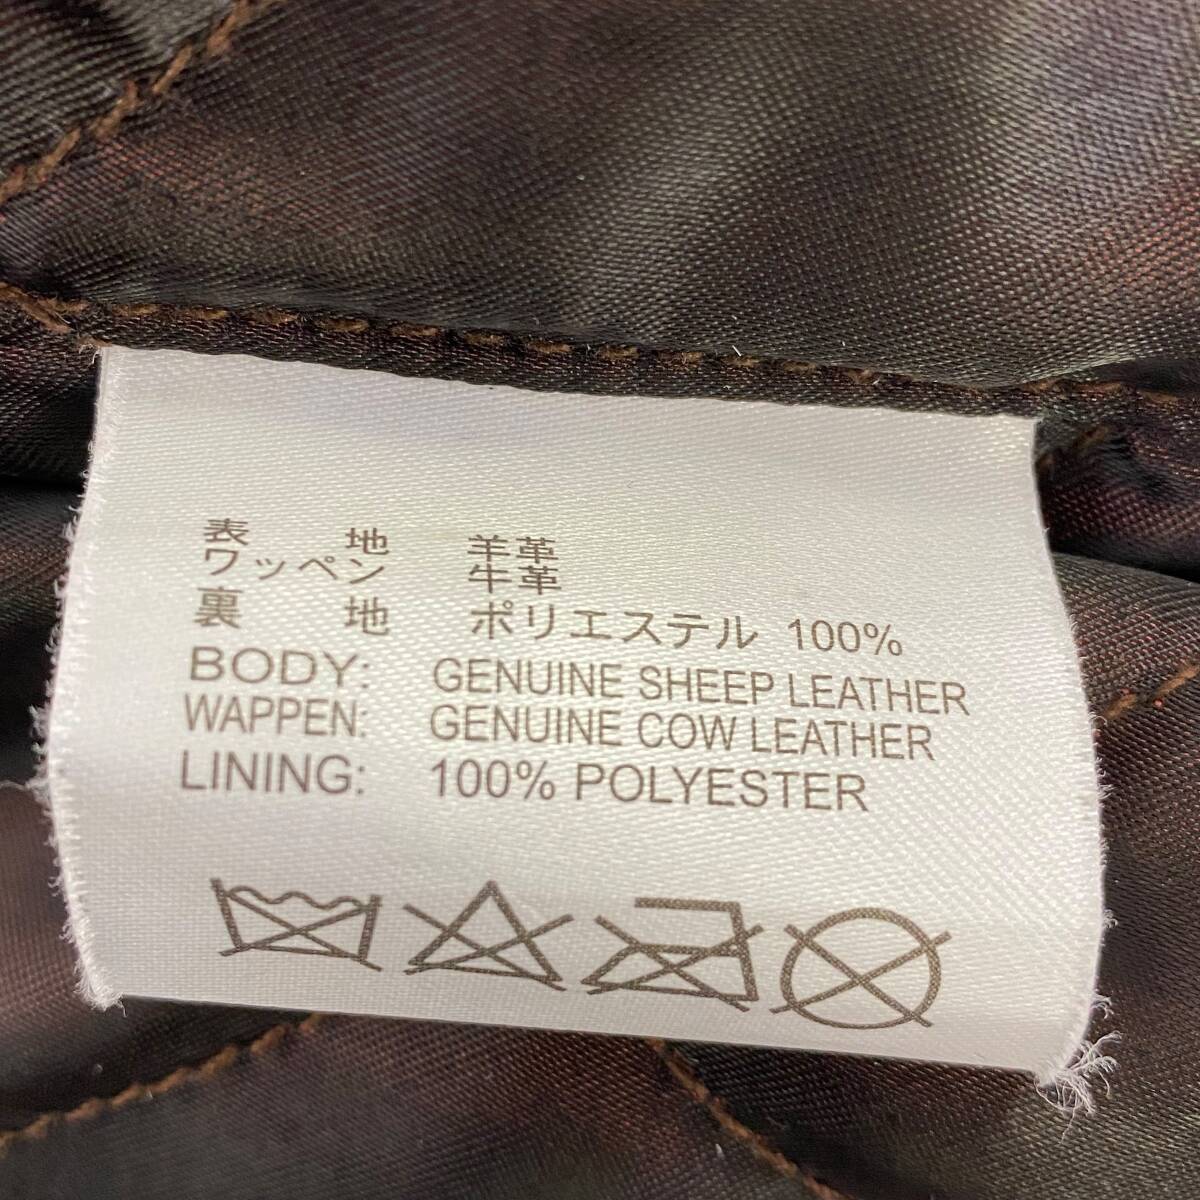 表 地 羊革
ワッペン 牛革
裏 地 ポリエステル 100%
BODY: GENUINE SHEEP LEATHER
WAPPEN: GENUINE COW LEATHER
LINING: 100% POLYESTER